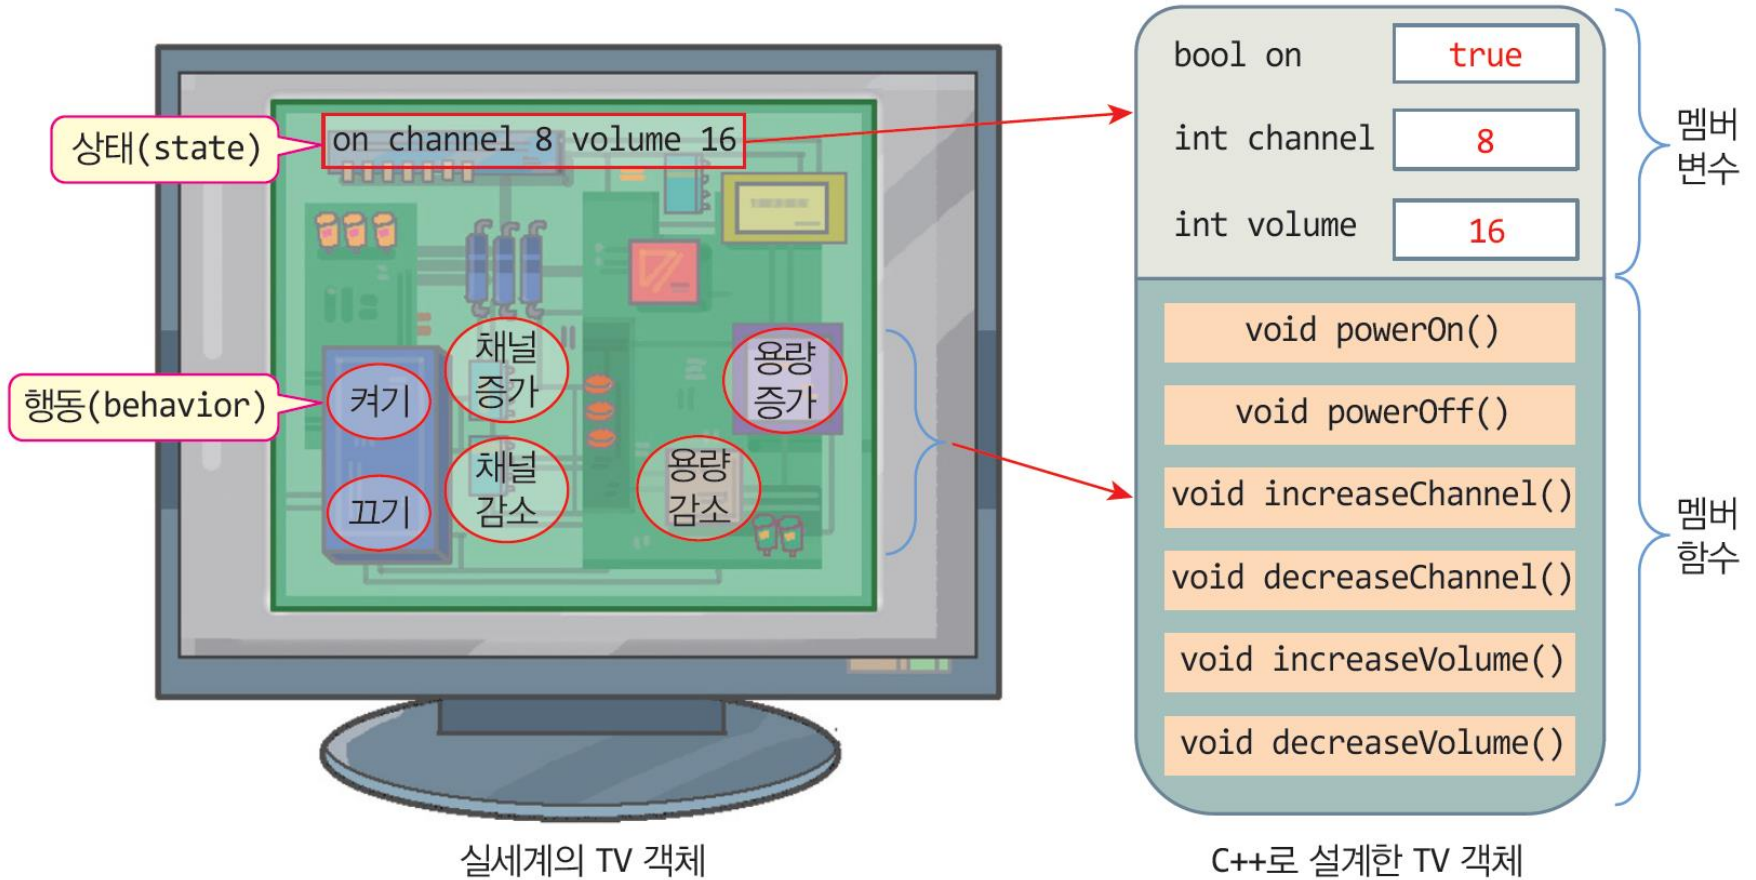 상태(state)
on channel 8 volume 16
행동(behavior)
켜기
끄기
채널
증가
채널
감소
용량
증가
용량
감소
실세계의 TV 객체
bool on
true
int channel
8
int volume
16
멤버
변수
void powerOn()
void powerOff()
void increaseChannel()
void decreaseChannel()
void increaseVolume()
void decreaseVolume()
멤버
함수
C++로 설계한 TV 객체